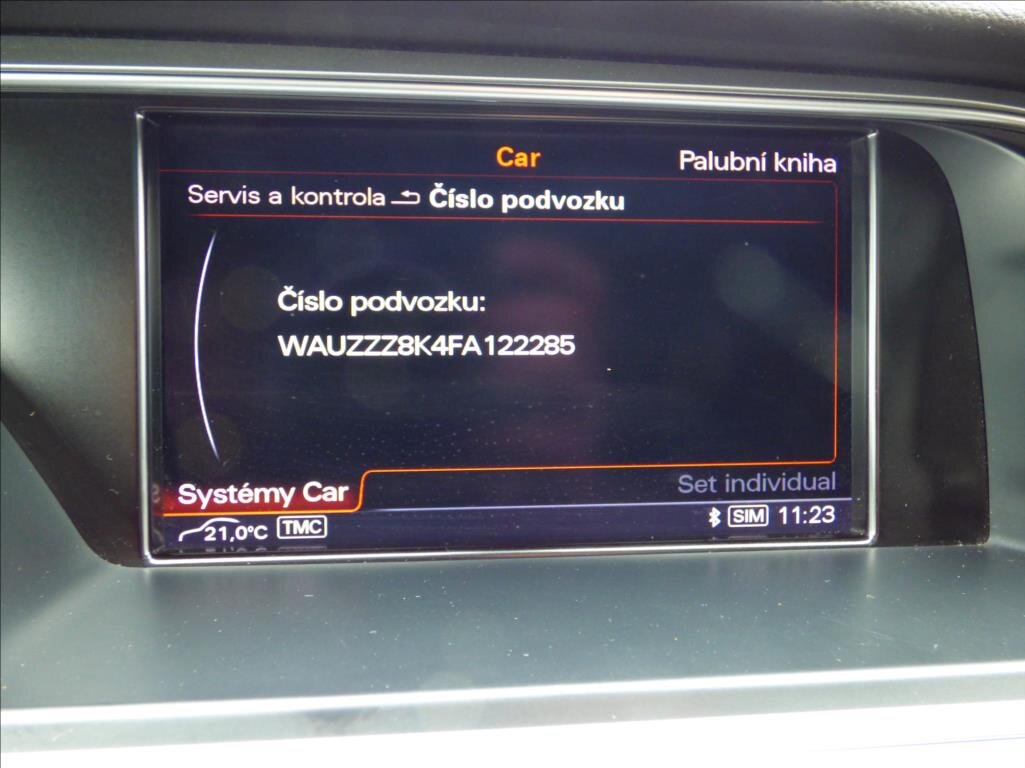 Car
Palubní kniha
Servis a kontrola Číslo podvozku
Číslo podvozku:
WAUZZZ8K4FA122285
Systémy Car
Set individual
21,0°C TMC
SIM 11:23